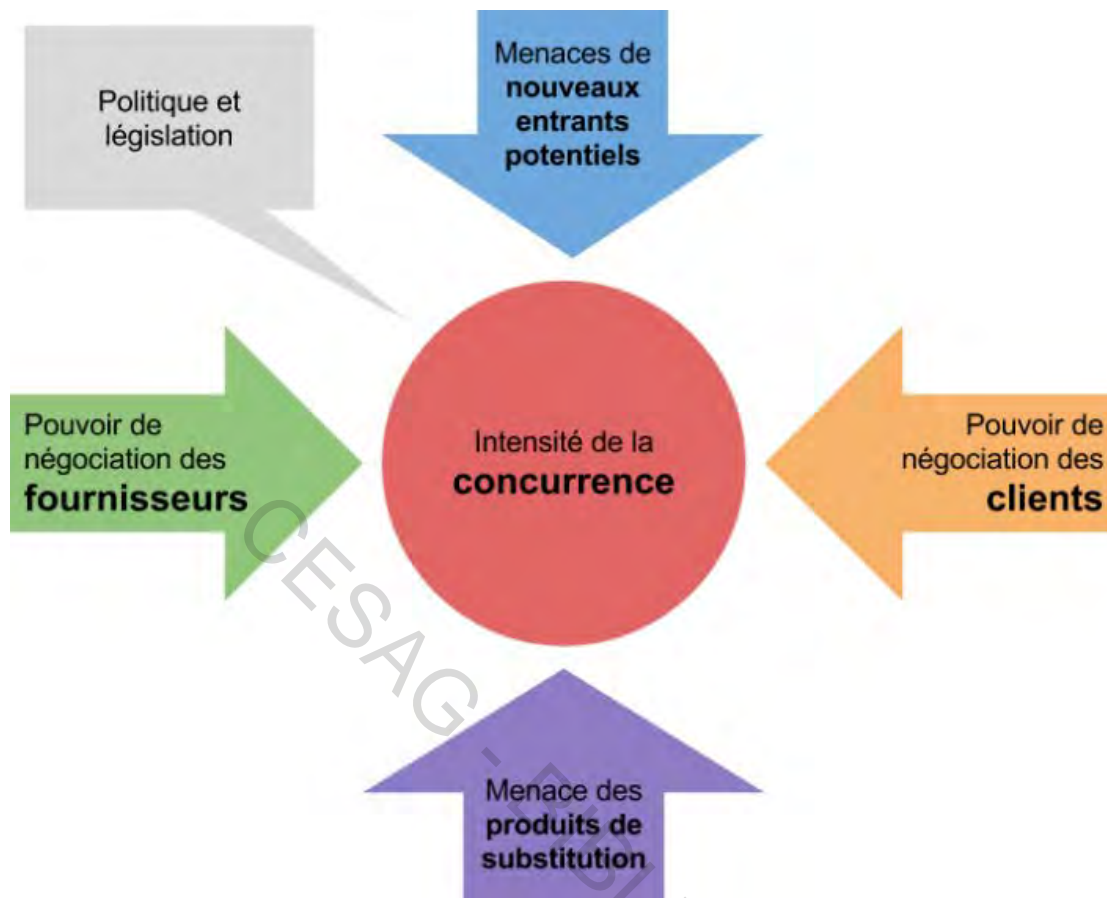 Politique et
législation
Menaces de
nouveaux
entrants
potentiels
Pouvoir de
négociation des
fournisseurs
Intensité de la
concurrence
Pouvoir de
négociation des
clients
Menace des
produits de
substitution
CESAG -